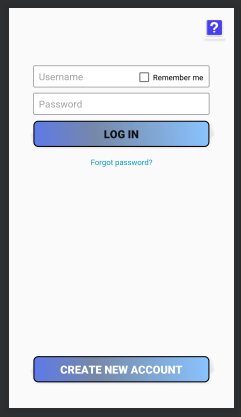 ?
Username
Remember me
Password
LOG IN
Forgot password?
CREATE NEW ACCOUNT